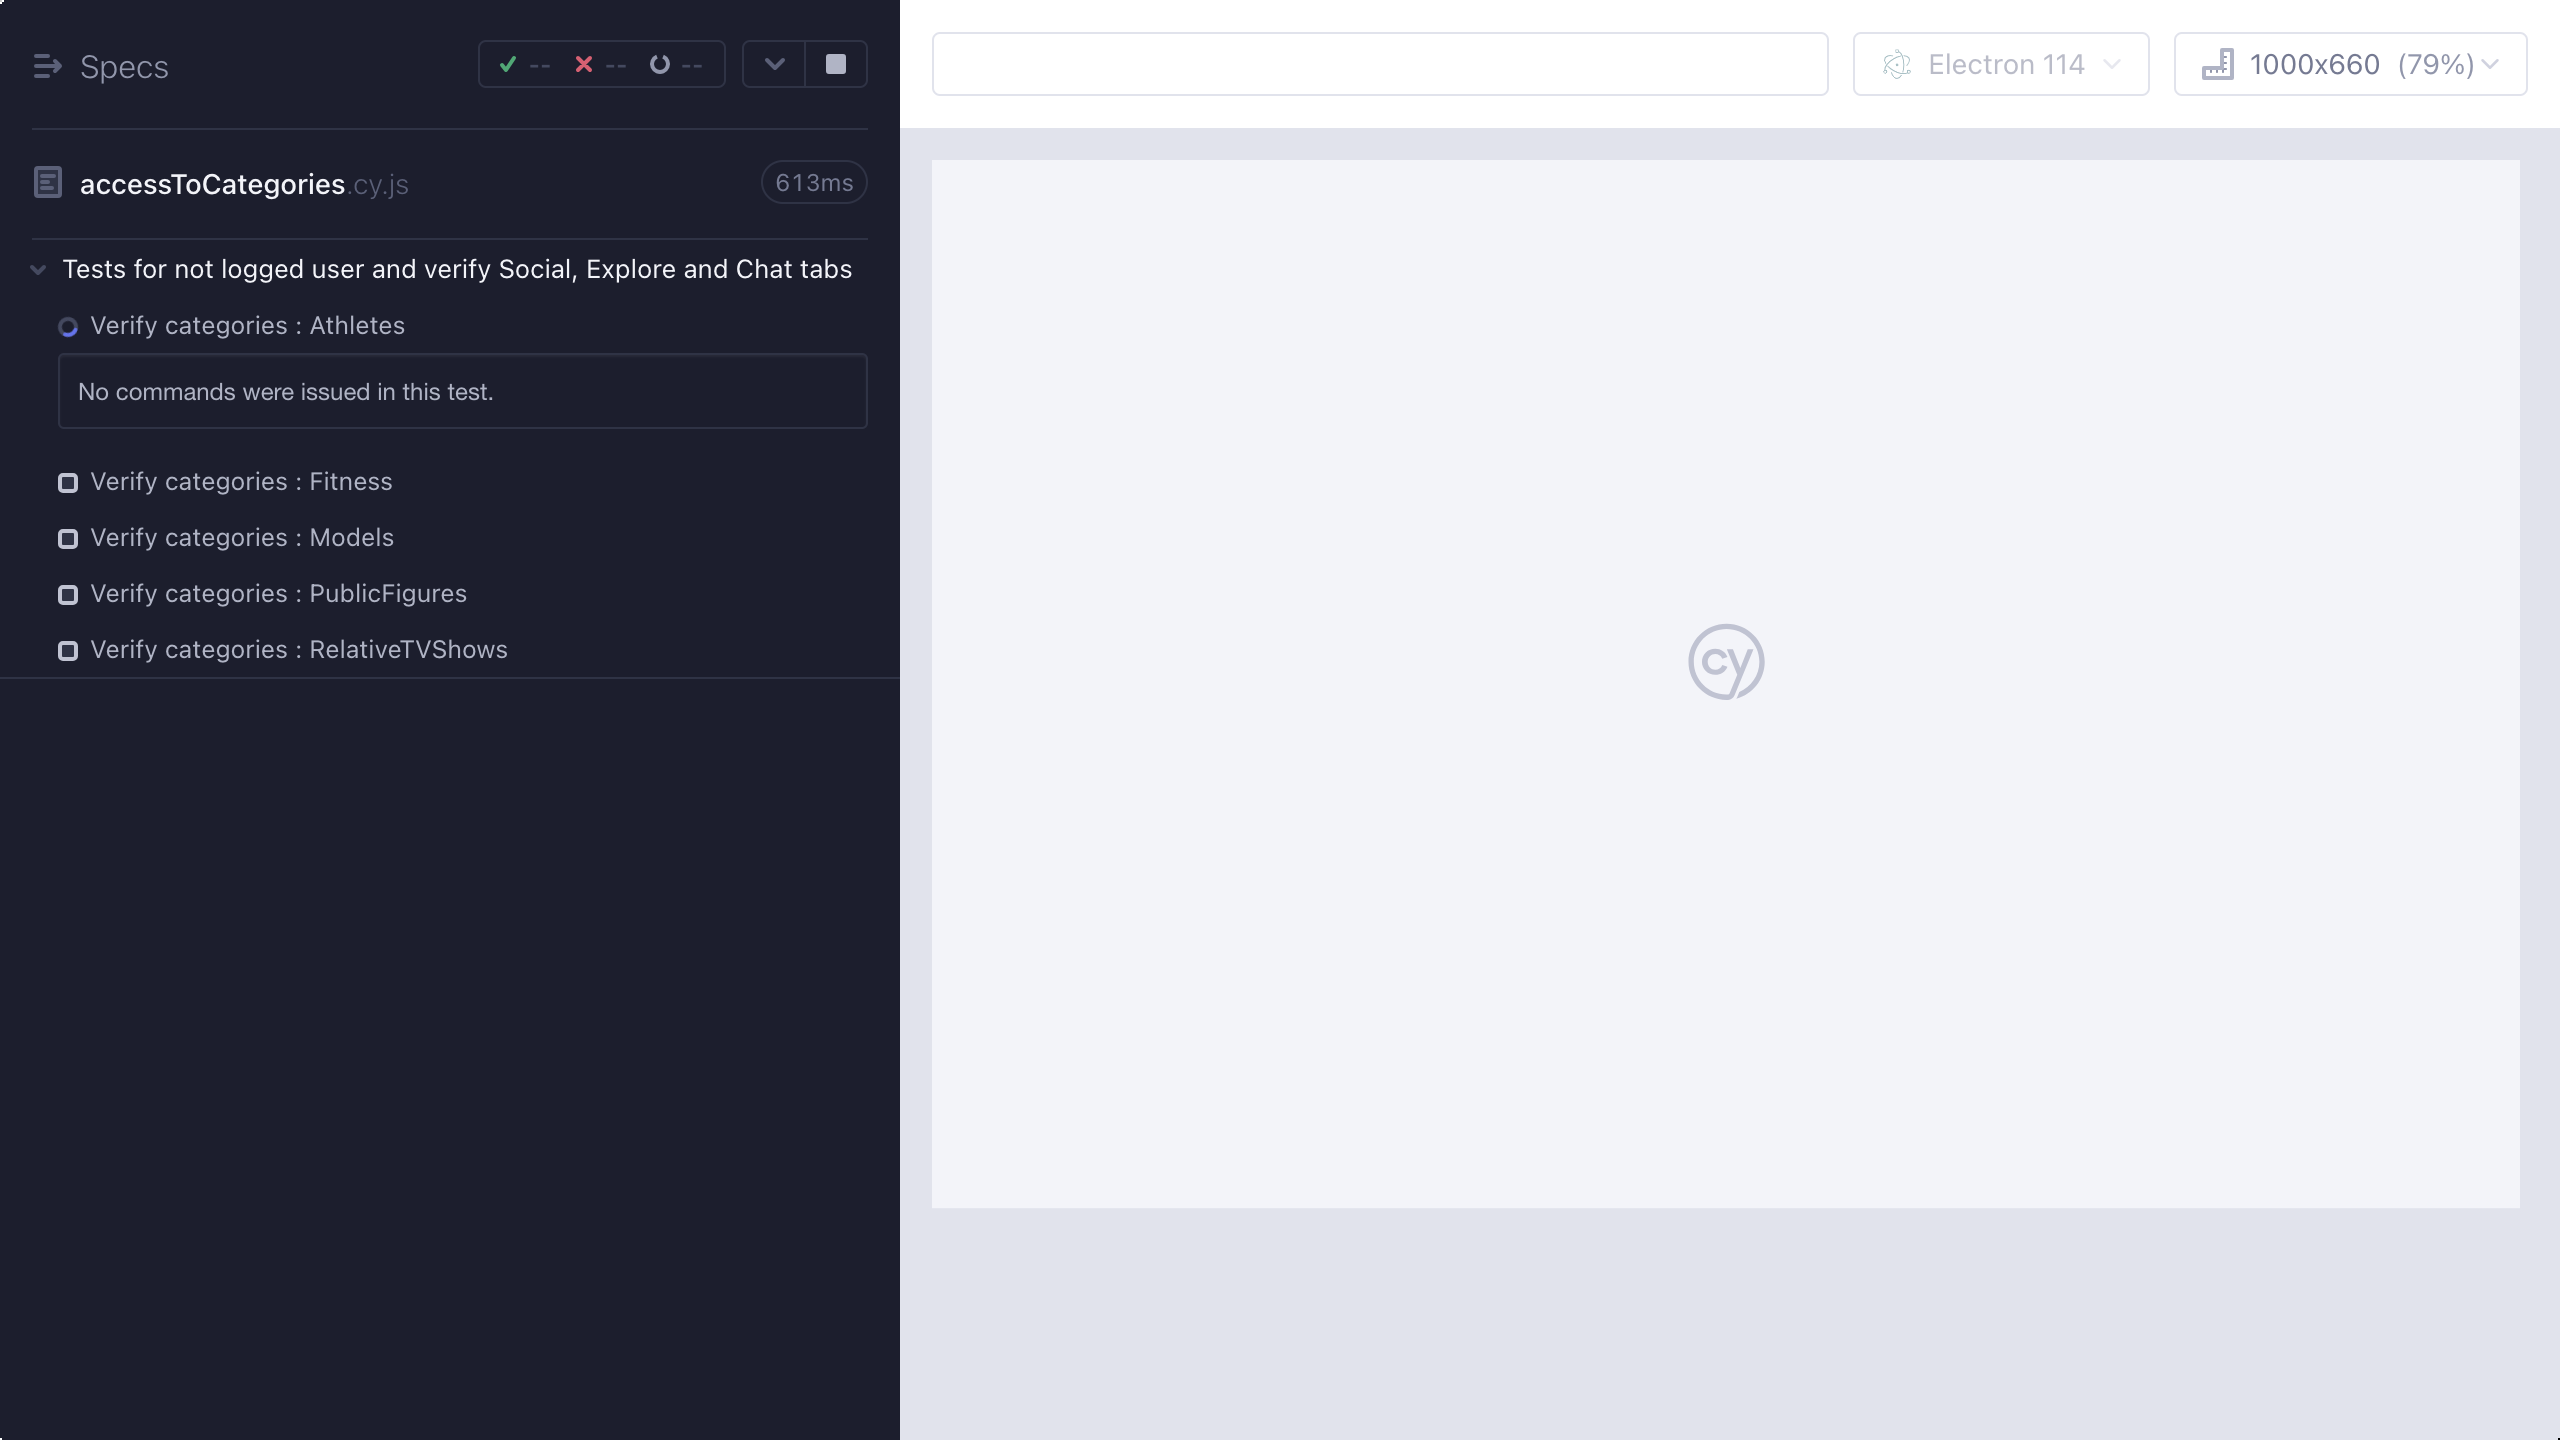 Specs
-- -- --
accessToCategories.cy.js
613ms
Tests for not logged user and verify Social, Explore and Chat tabs
Verify categories : Athletes
No commands were issued in this test.
Verify categories : Fitness
Verify categories : Models
Verify categories : PublicFigures
Verify categories : RelativeTVShows
Electron 114
1000x660 (79%)
cy